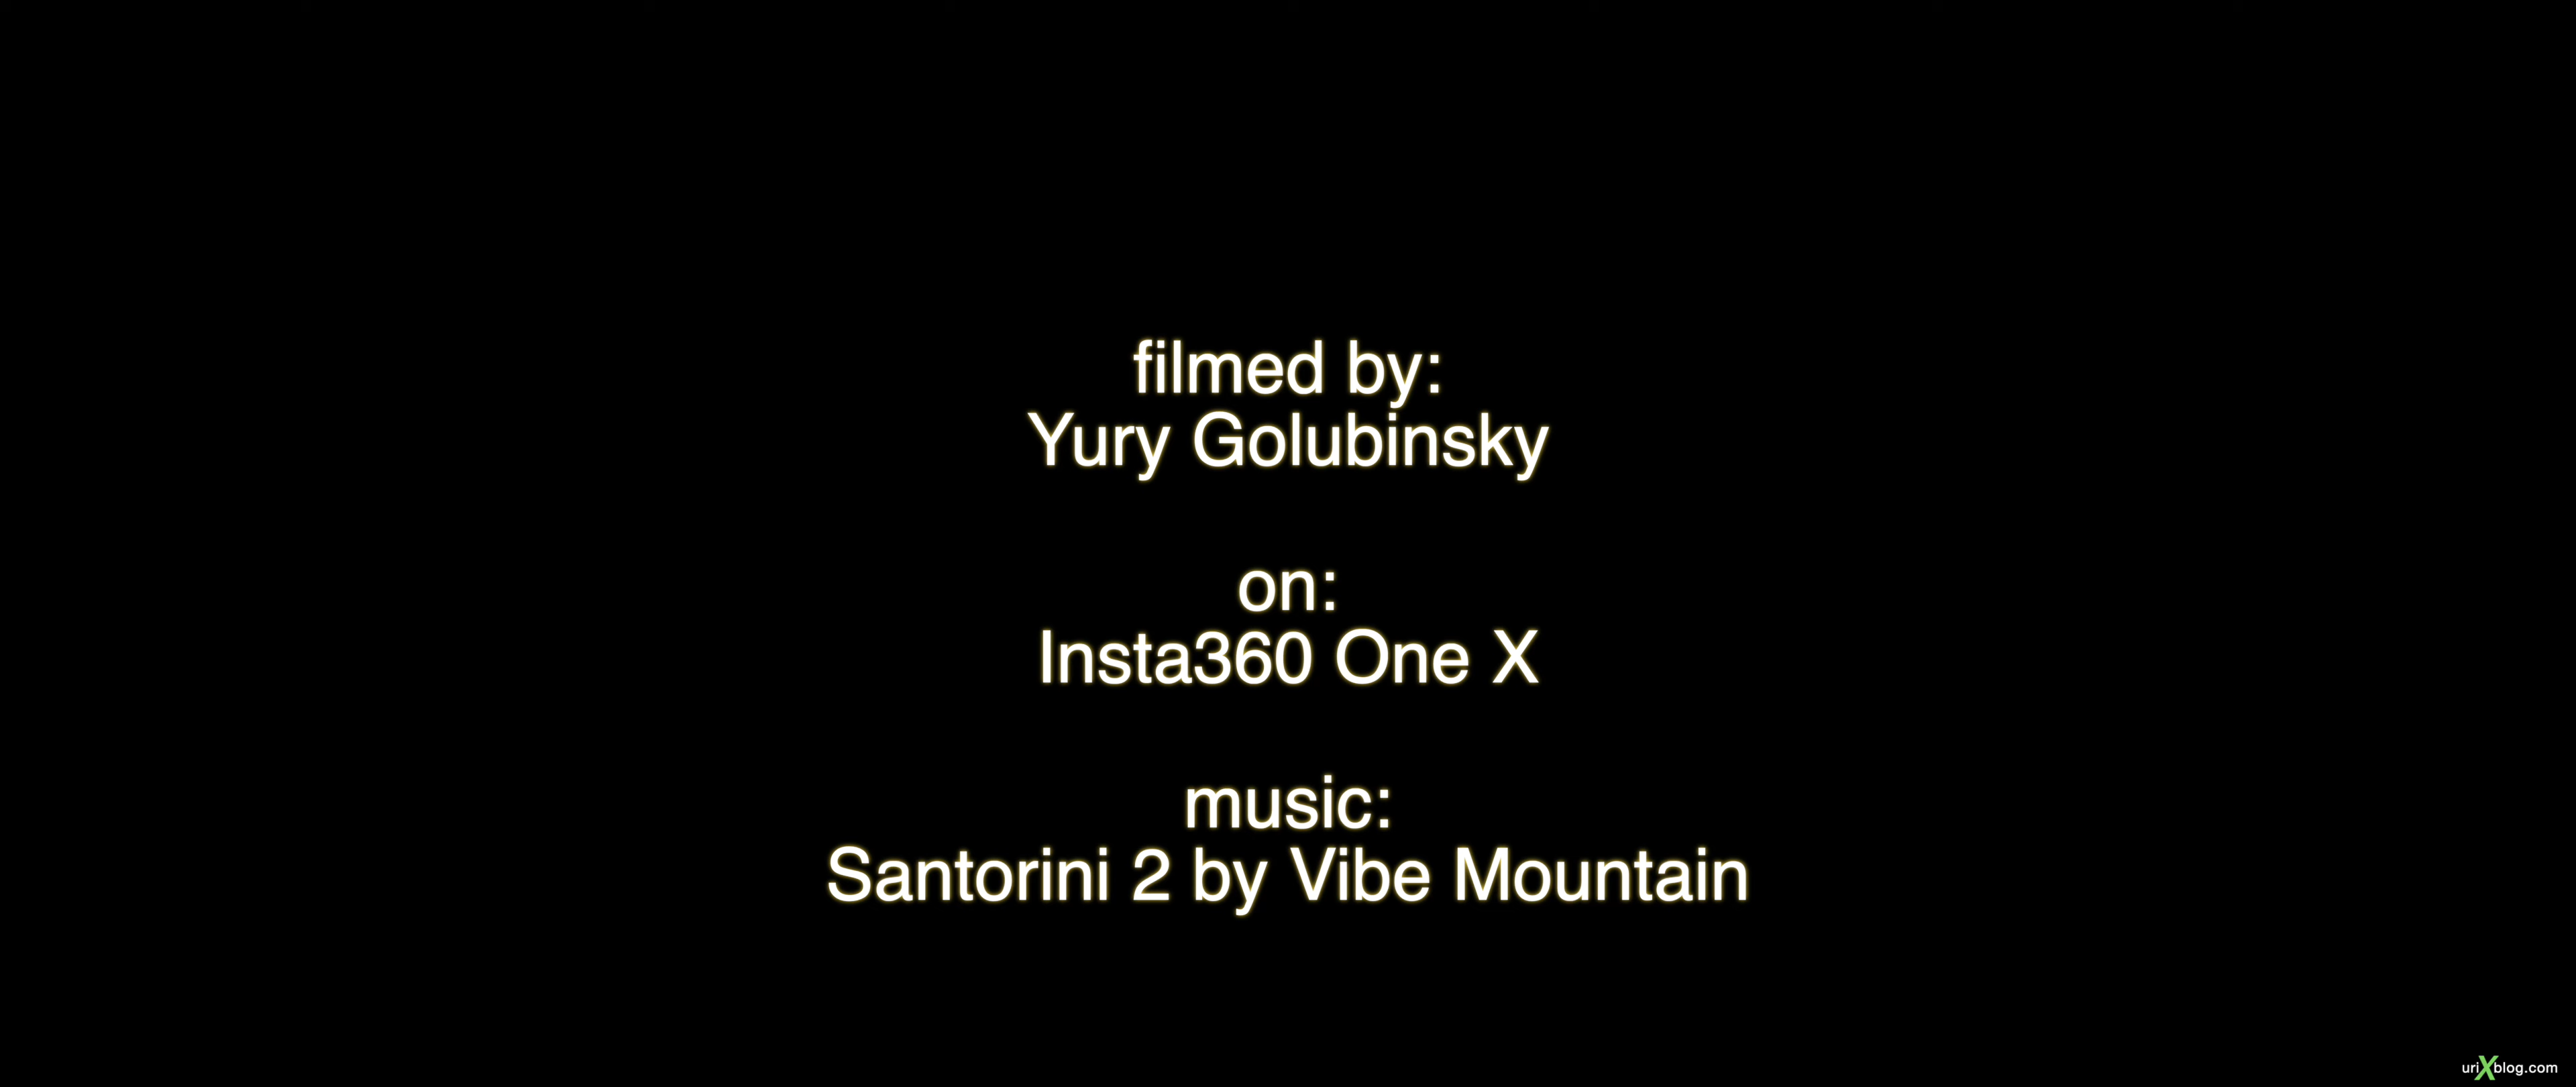 filmed by:
Yury Golubinsky
on:
Insta360 One X
music:
Santorini 2 by Vibe Mountain
uriXblog.com